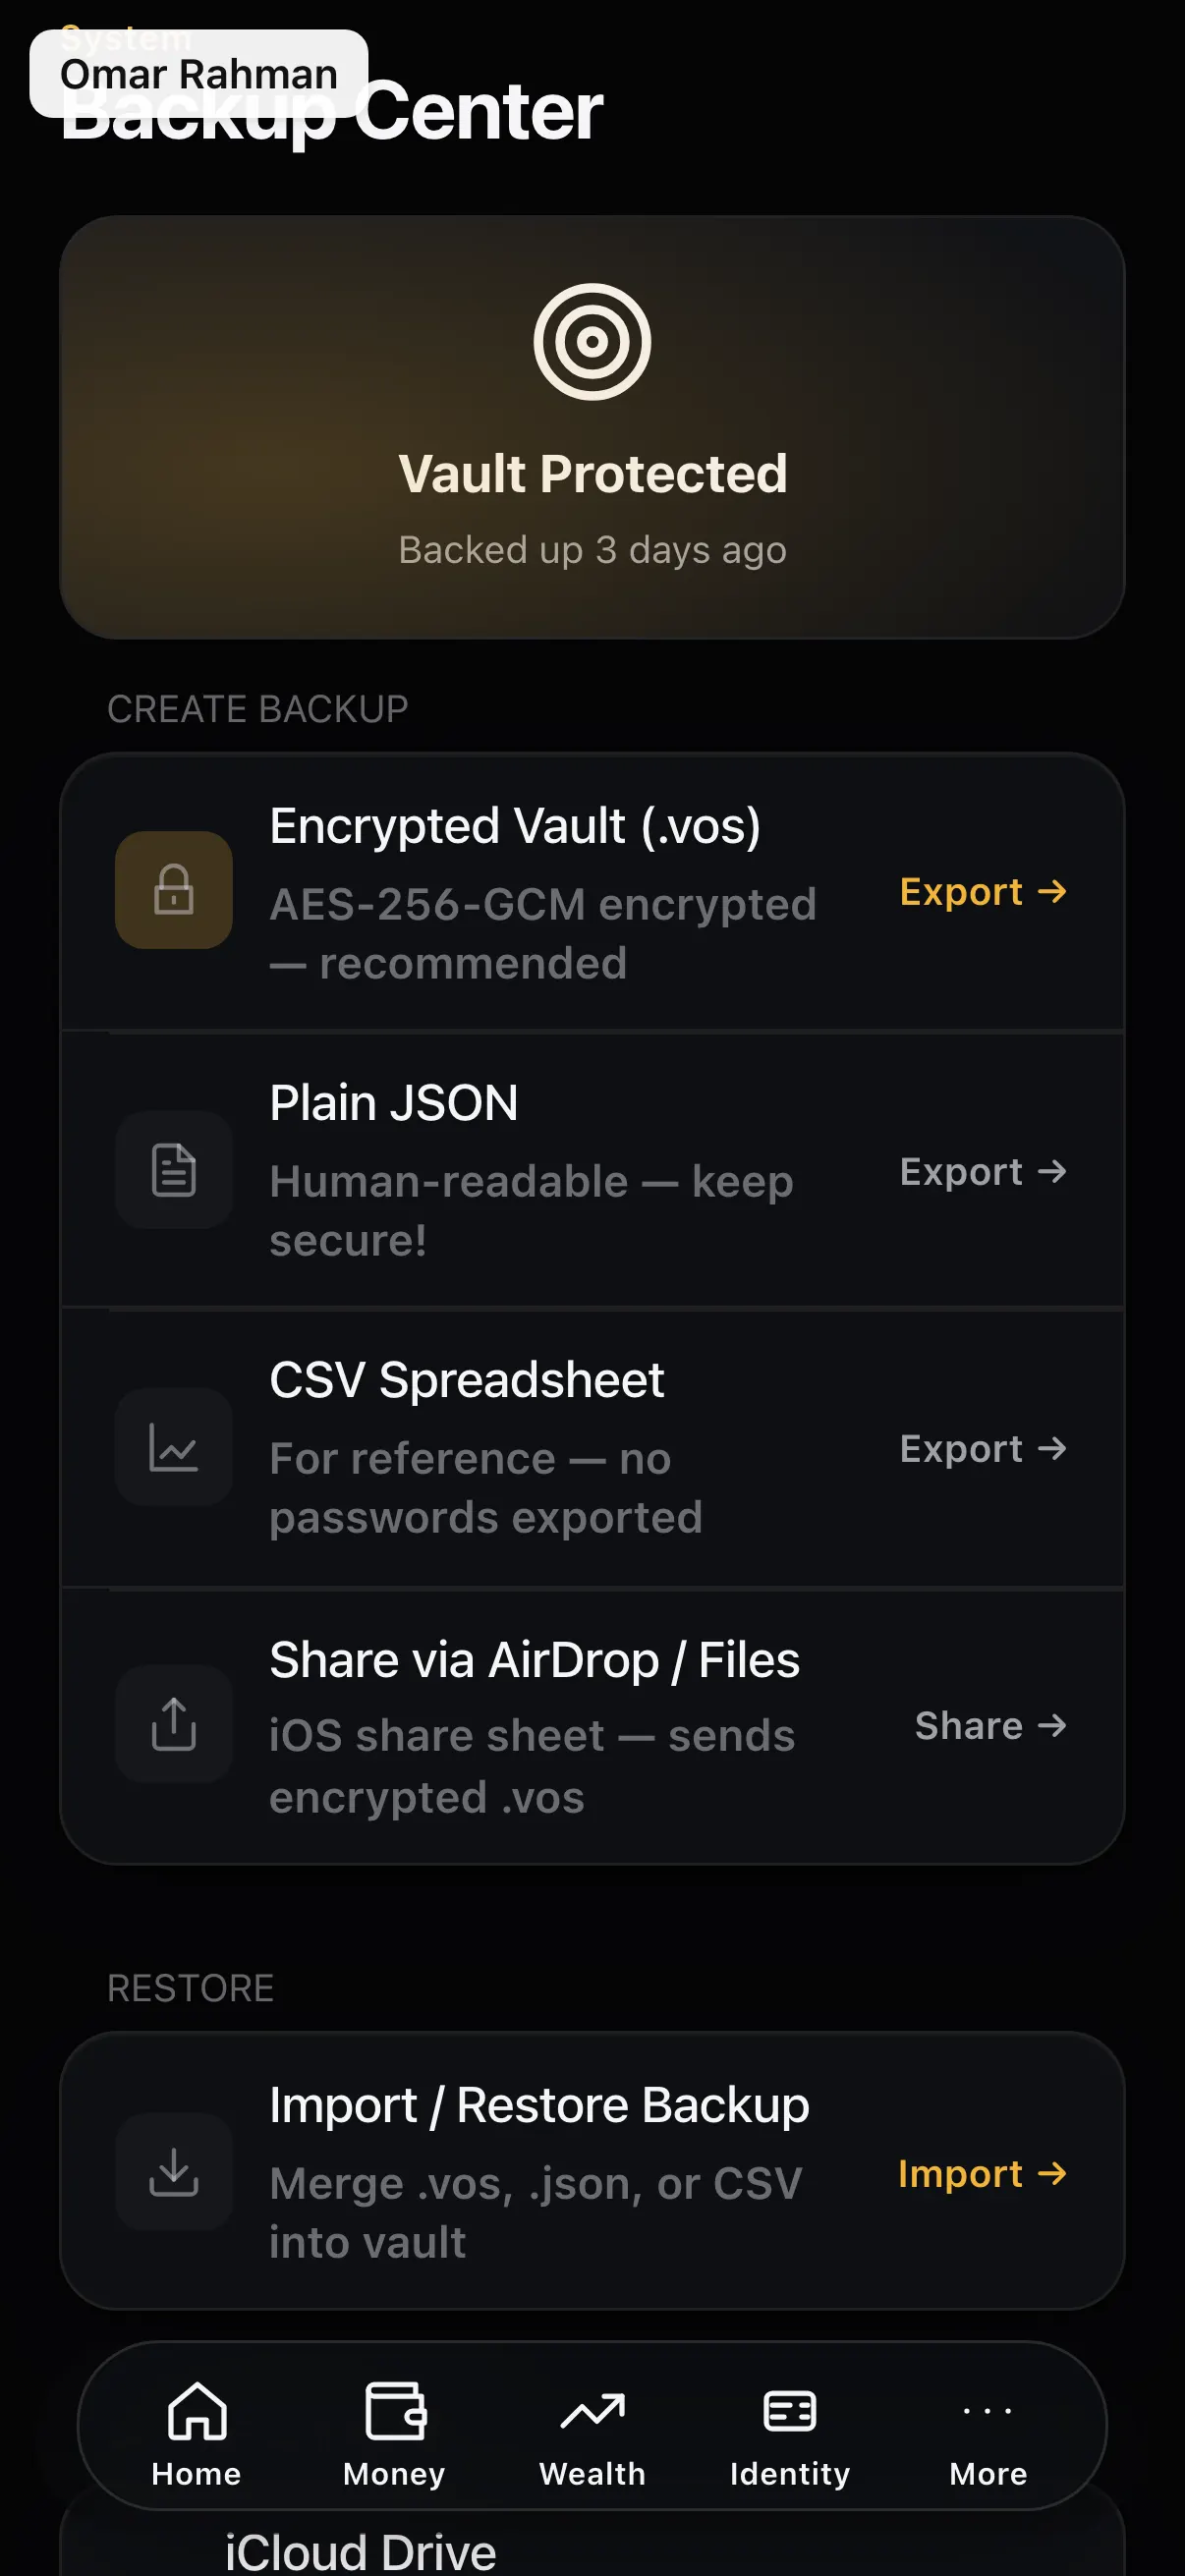 System
Omar Rahman
Backup Center
Vault Protected
Backed up 3 days ago
CREATE BACKUP
Encrypted Vault (.vos)
AES-256-GCM encrypted
— recommended
Export →
Plain JSON
Human-readable — keep
secure!
Export →
CSV Spreadsheet
For reference — no
passwords exported
Export →
Share via AirDrop / Files
iOS share sheet — sends
encrypted .vos
Share →
RESTORE
Import / Restore Backup
Merge .vos, .json, or CSV
into vault
Import →
Home
Money
Wealth
Identity
More
iCloud Drive